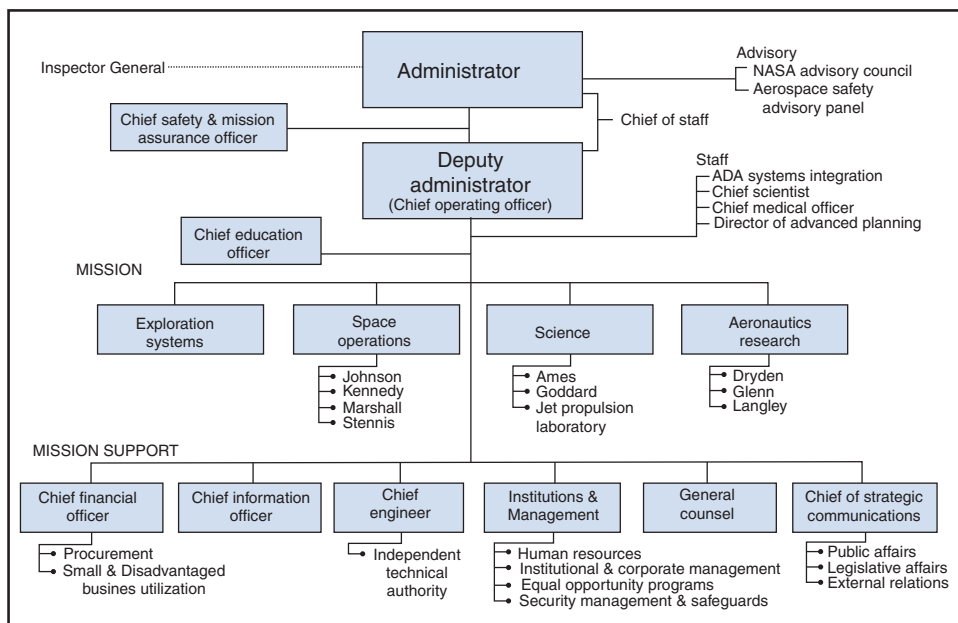 Inspector General
Administrator
Advisory
NASA advisory council
Aerospace safety
advisory panel
Chief of staff
Chief safety & mission
assurance officer
Deputy
administrator
(Chief operating officer)
Staff
ADA systems integration
Chief scientist
Chief medical officer
Director of advanced planning
Chief education
officer
MISSION
Exploration
systems
Space
operations
Johnson
Kennedy
Marshall
Stennis
Science
Ames
Goddard
Jet propulsion
laboratory
Aeronautics
research
Dryden
Glenn
Langley
MISSION SUPPORT
Chief financial
officer
Procurement
Small & Disadvantaged
busines utilization
Chief information
officer
Chief
engineer
Independent
technical
authority
Institutions &
Management
Human resources
Institutional & corporate management
Equal opportunity programs
Security management & safeguards
General
counsel
Chief of strategic
communications
Public affairs
Legislative affairs
External relations